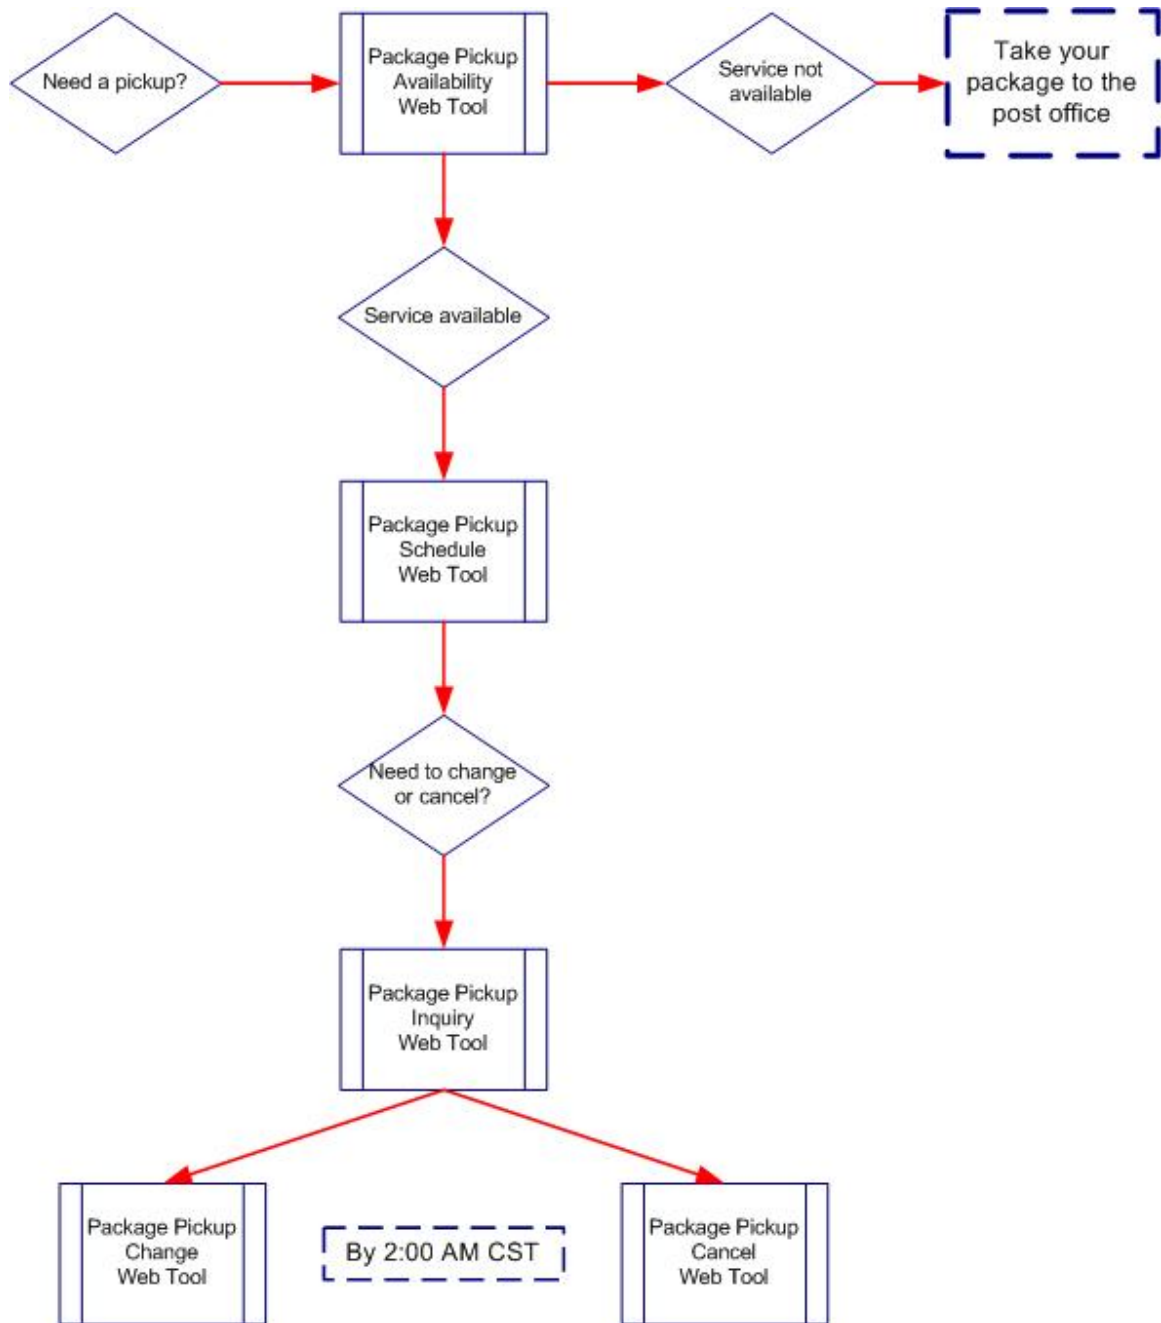 Need a pickup?
Package Pickup
Availability
Web Tool
Service not
available
Take your
package to the
post office
Service available
Package Pickup
Schedule
Web Tool
Need to change
or cancel?
Package Pickup
Inquiry
Web Tool
Package Pickup
Change
Web Tool
By 2:00 AM CST
Package Pickup
Cancel
Web Tool